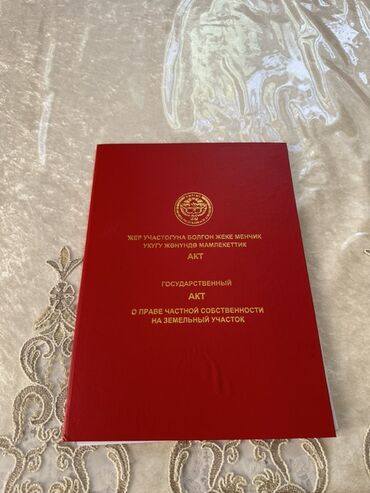 ЖЕР УЧАСТОГУНА БОЛГОН ЖЕКЕ МЕНЧИК
УКУГУ ЖӨНҮНДӨ МАМЛЕКЕТТИК
АКТ
ГОСУДАРСТВЕННЫЙ
АКТ
О ПРАВЕ ЧАСТНОЙ СОБСТВЕННОСТИ
НА ЗЕМЕЛЬНЫЙ УЧАСТОК